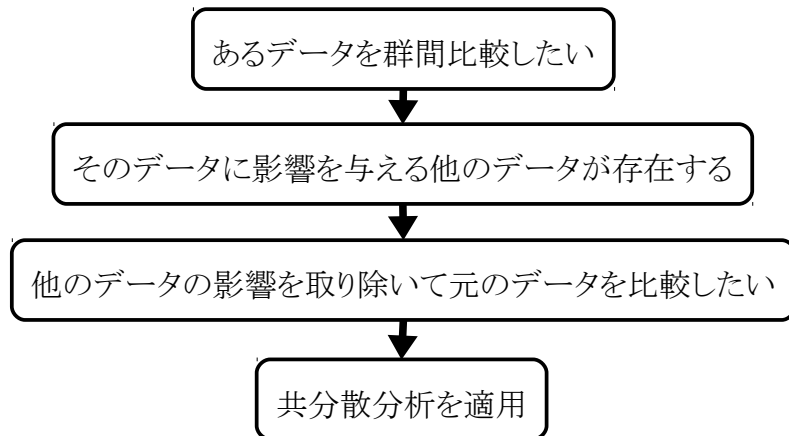 あるデータを群間比較したい
そのデータに影響を与える他のデータが存在する
他のデータの影響を取り除いて元のデータを比較したい
共分散分析を適用